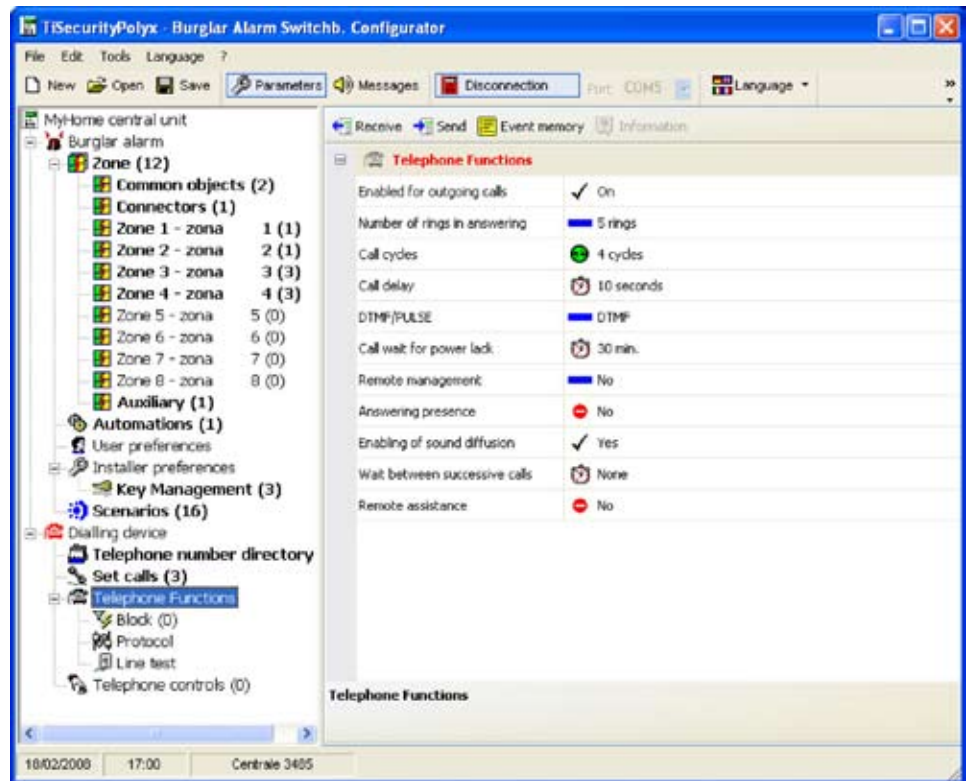 TiSecurityPolyx - Burglar Alarm Switchb. Configurator
File Edit Tools Language ?
New Open Save Parameters Messages Disconnection Port: COM5 Language
Receive Send Event memory Information
MyHome central unit
Burglar alarm
Zone (12)
Common objects (2)
Connectors (1)
Zone 1 - zona 1 (1)
Zone 2 - zona 2 (1)
Zone 3 - zona 3 (3)
Zone 4 - zona 4 (3)
Zone 5 - zona 5 (0)
Zone 6 - zona 6 (0)
Zone 7 - zona 7 (0)
Zone 8 - zona 8 (0)
Auxiliary (1)
Automations (1)
User preferences
Installer preferences
Key Management (3)
Scenarios (16)
Dialling device
Telephone number directory
Set calls (3)
Telephone Functions
Block (0)
Protocol
Line test
Telephone controls (0)
Telephone Functions
Enabled for outgoing calls On
Number of rings in answering 5 rings
Call cycles 4 cycles
Call delay 10 seconds
DTMF/PULSE DTMF
Call wait for power lack 30 min.
Remote management No
Answering presence No
Enabling of sound diffusion Yes
Wait between successive calls None
Remote assistance No
Telephone Functions
18/02/2008 17:00 Centrale 3485